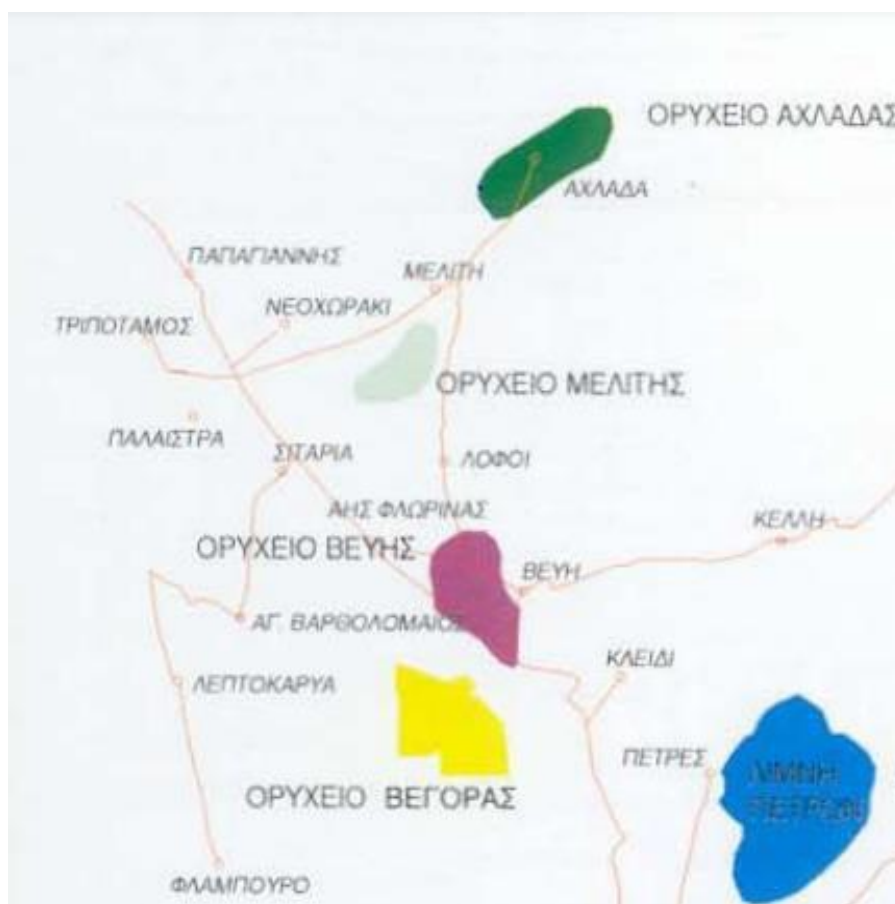 ΟΡΥΧΕΙΟ ΑΧΛΑΔΑΣ
ΑΧΛΑΔΑ
ΠΑΠΑΓΙΑΝΝΗΣ
ΜΕΛΙΤΗ
ΝΕΟΧΩΡΑΚΙ
ΤΡΙΠΟΤΑΜΟΣ
ΟΡΥΧΕΙΟ ΜΕΛΙΤΗΣ
ΠΑΛΑΙΣΤΡΑ
ΣΙΤΑΡΙΑ
ΛΟΦΟΙ
ΑΗΣ ΦΛΩΡΙΝΑΣ
ΚΕΛΛΗ
ΟΡΥΧΕΙΟ ΒΕΥΗΣ
ΒΕΥΗ
ΑΓ. ΒΑΡΘΟΛΟΜΑΙΟΣ
ΚΛΕΙΔΙ
ΛΕΠΤΟΚΑΡΥΑ
ΠΕΤΡΕΣ
ΛΙΜΝΗ
ΠΕΤΡΩΝ
ΟΡΥΧΕΙΟ ΒΕΓΟΡΑΣ
ΦΛΑΜΠΟΥΡΟ